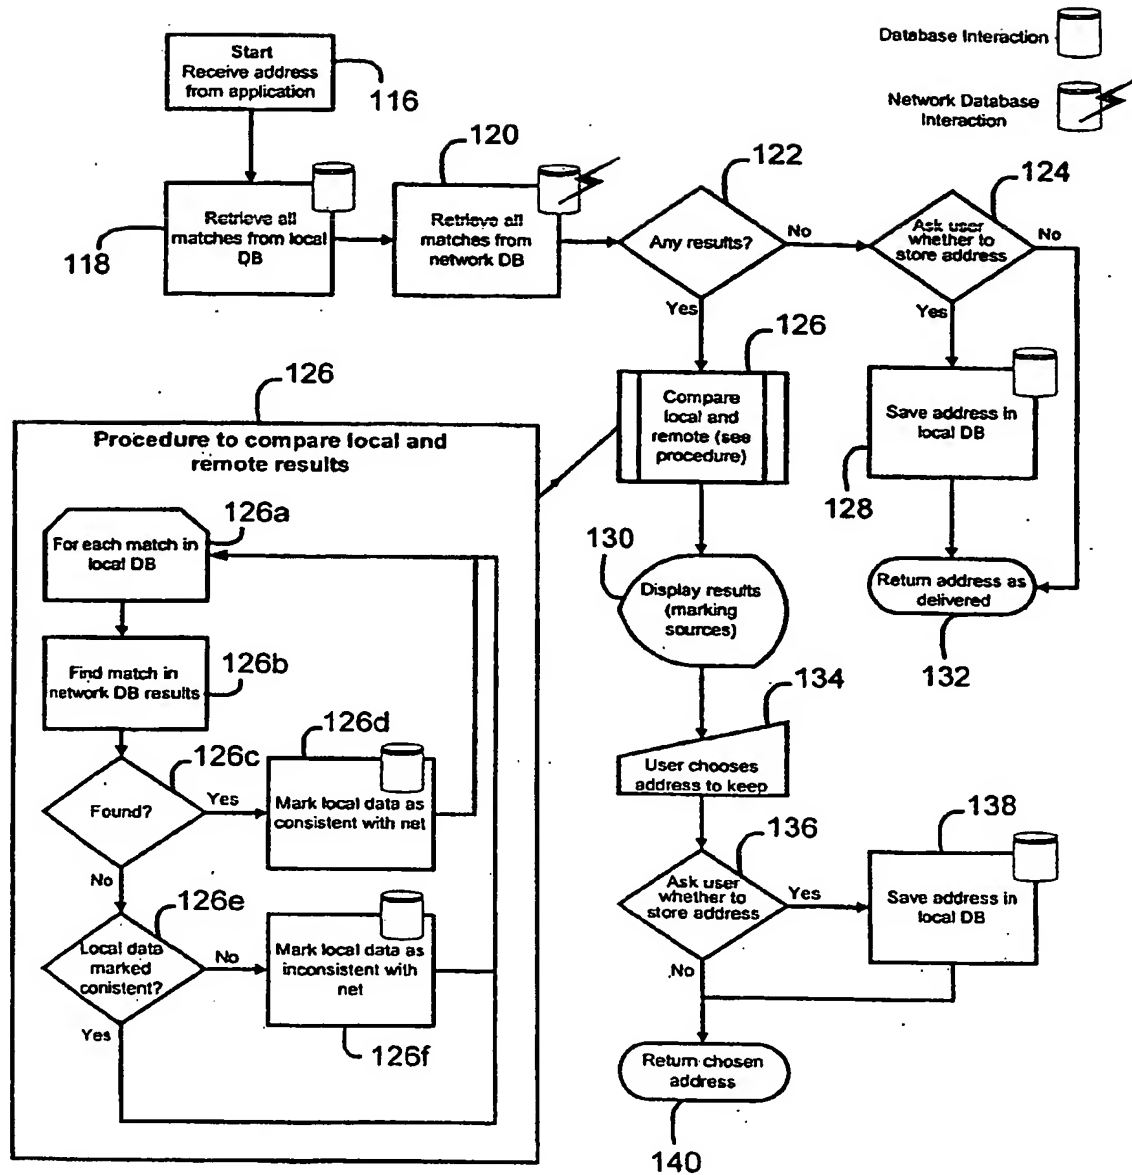 Database Interaction
Network Database
Interaction
Start
Receive address
from application
116
118
Retrieve all
matches from local
DB
120
Retrieve all
matches from
network DB
122
Any results?
No
Yes
124
Ask user
whether to
store address
No
Yes
126
Compare
local and
remote (see
procedure)
Save address in
local DB
128
Return address as
delivered
132
130
Display results
(marking
sources)
134
User chooses
address to keep
136
Ask user
whether to
store address
Yes
No
138
Save address in
local DB
Return chosen
address
140
126
Procedure to compare local and
remote results
126a
For each match in
local DB
126b
Find match in
network DB results
126c
Found?
Yes
No
126d
Mark local data as
consistent with net
126e
Local data
marked
conistent?
No
Yes
Mark local data as
inconsistent with
net
126f